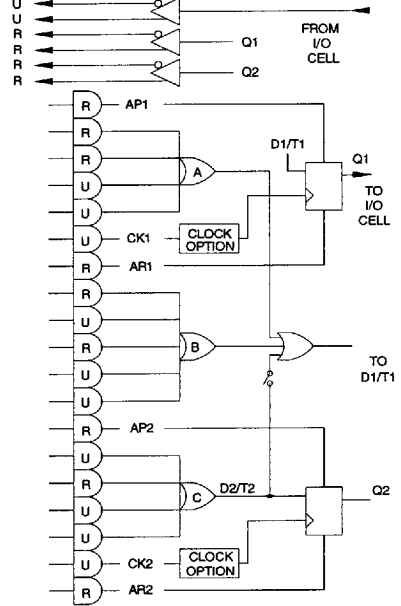 U
U
R
R
R
R
FROM
I/O
CELL
Q1
Q2
R AP1
R
R
U
U
A
D1/T1
Q1
TO
I/O
CELL
U CK1 CLOCK
OPTION
R AR1
R
U
R
U
U
B
TO
D1/T1
R AP2
U
R
U
U
C D2/T2
Q2
U CK2 CLOCK
OPTION
R AR2